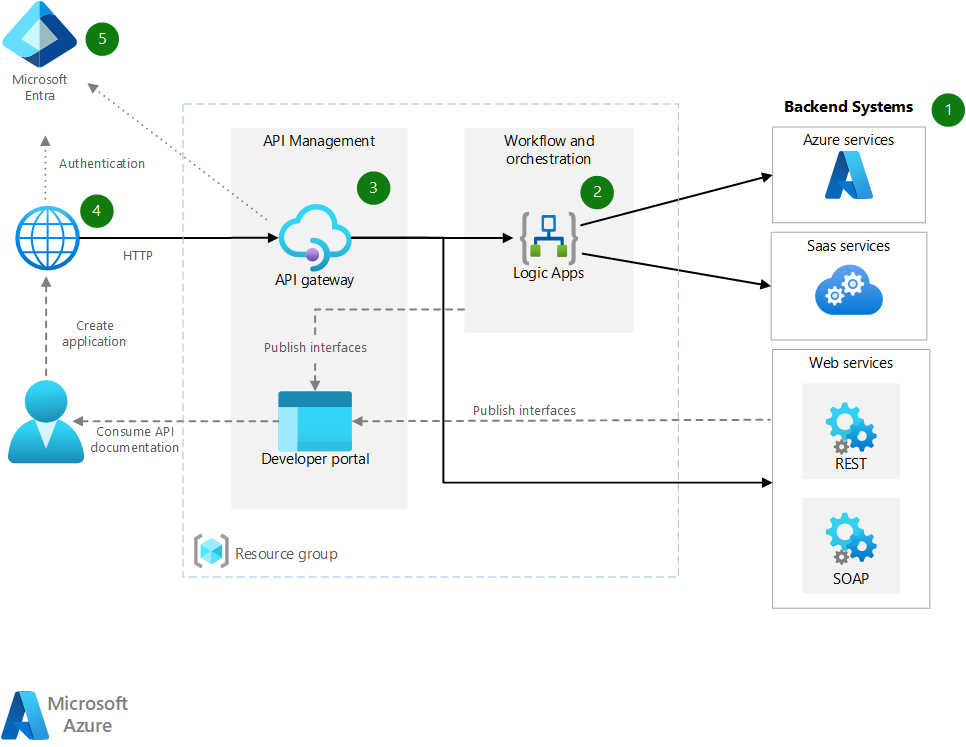 5
Microsoft
Entra
Backend Systems
1
API Management
Workflow and
orchestration
Azure services
Authentication
3
2
4
HTTP
API gateway
Logic Apps
Saas services
Create
application
Publish interfaces
Web services
Publish interfaces
Consume API
documentation
Developer portal
REST
Resource group
SOAP
Microsoft
Azure